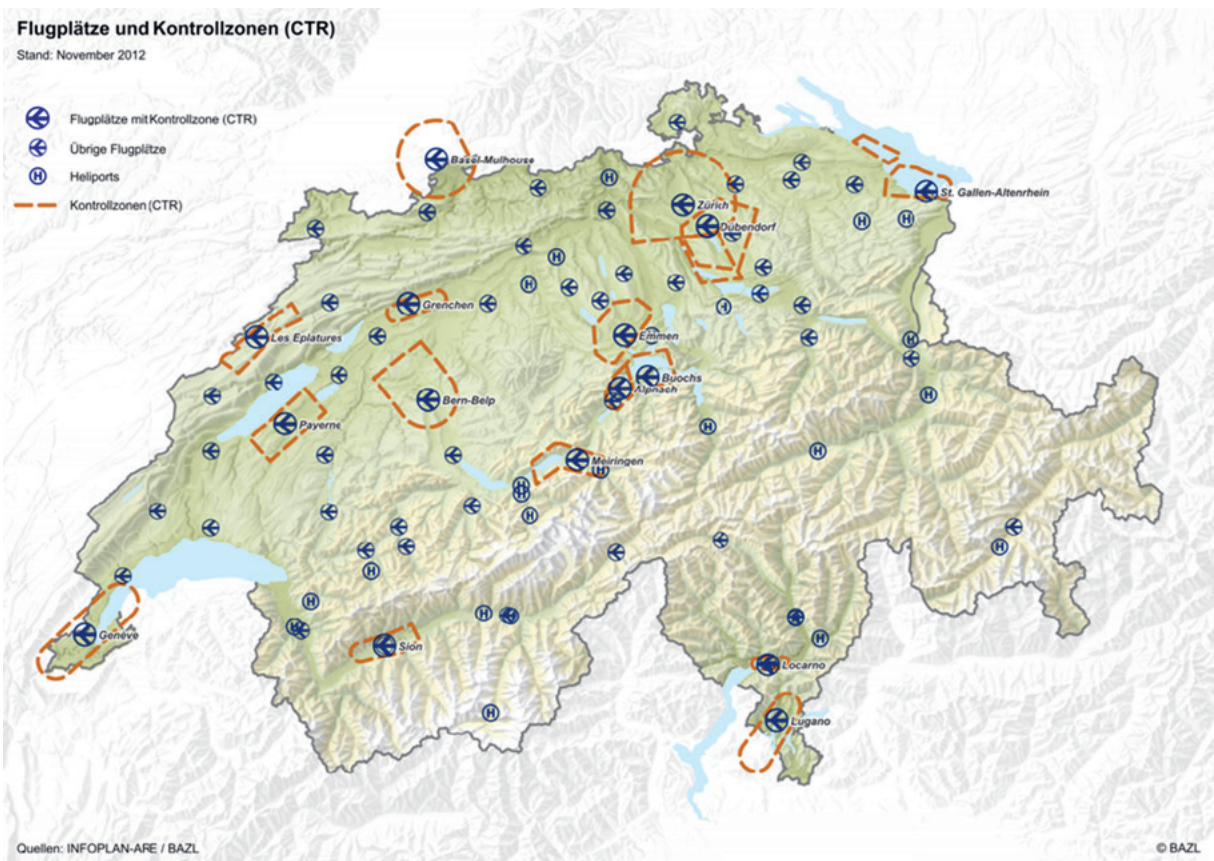 Flugplätze und Kontrollzonen (CTR)
Stand: November 2012
Flugplätze mit Kontrollzone (CTR)
Übrige Flugplätze
H Heliports
Kontrollzonen (CTR)
Basel-Mulhouse
St. Gallen-Altenrhein
Zürich
Dübendorf
Grenchen
Les Eplatures
Emmen
Buochs
Alpnach
Bern-Belp
Payerne
Meiringen
Genève
Sion
Locarno
Lugano
Quellen: INFOPLAN-ARE / BAZL
© BAZL